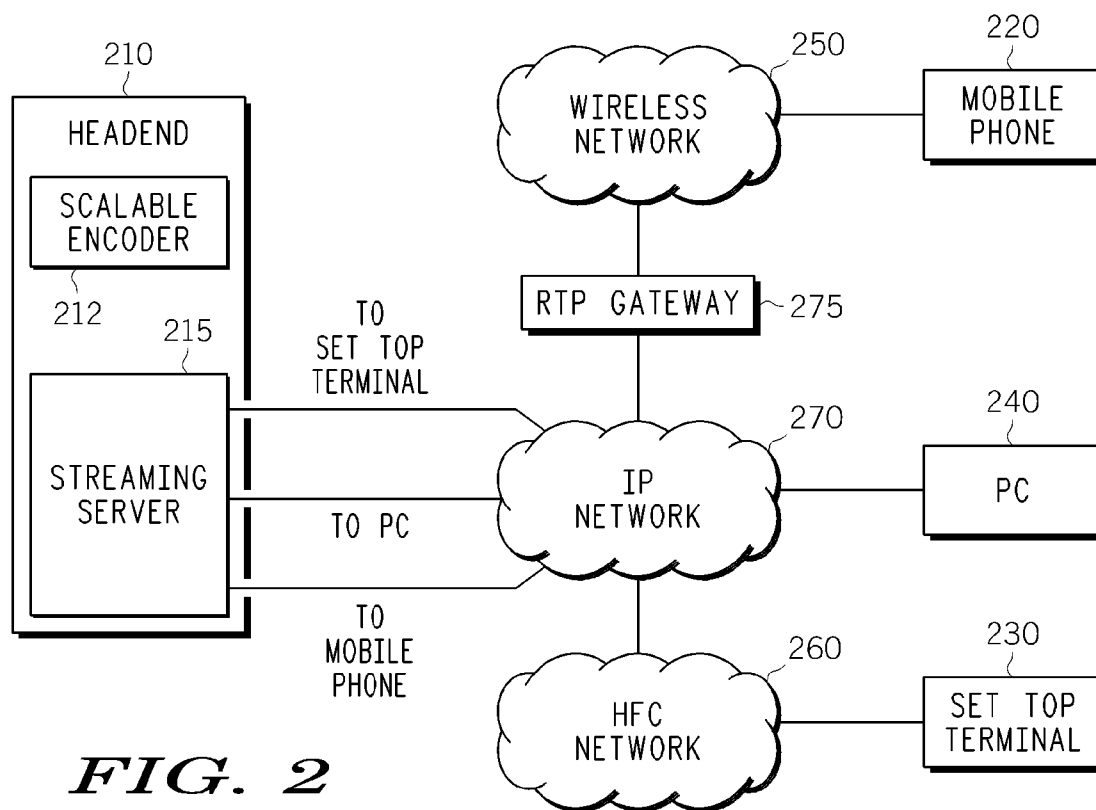 210
HEADEND
SCALABLE
ENCODER
212
215
STREAMING
SERVER
TO
SET TOP
TERMINAL
TO PC
TO
MOBILE
PHONE
250
WIRELESS
NETWORK
220
MOBILE
PHONE
RTP GATEWAY
275
270
IP
NETWORK
240
PC
260
HFC
NETWORK
230
SET TOP
TERMINAL
FIG. 2